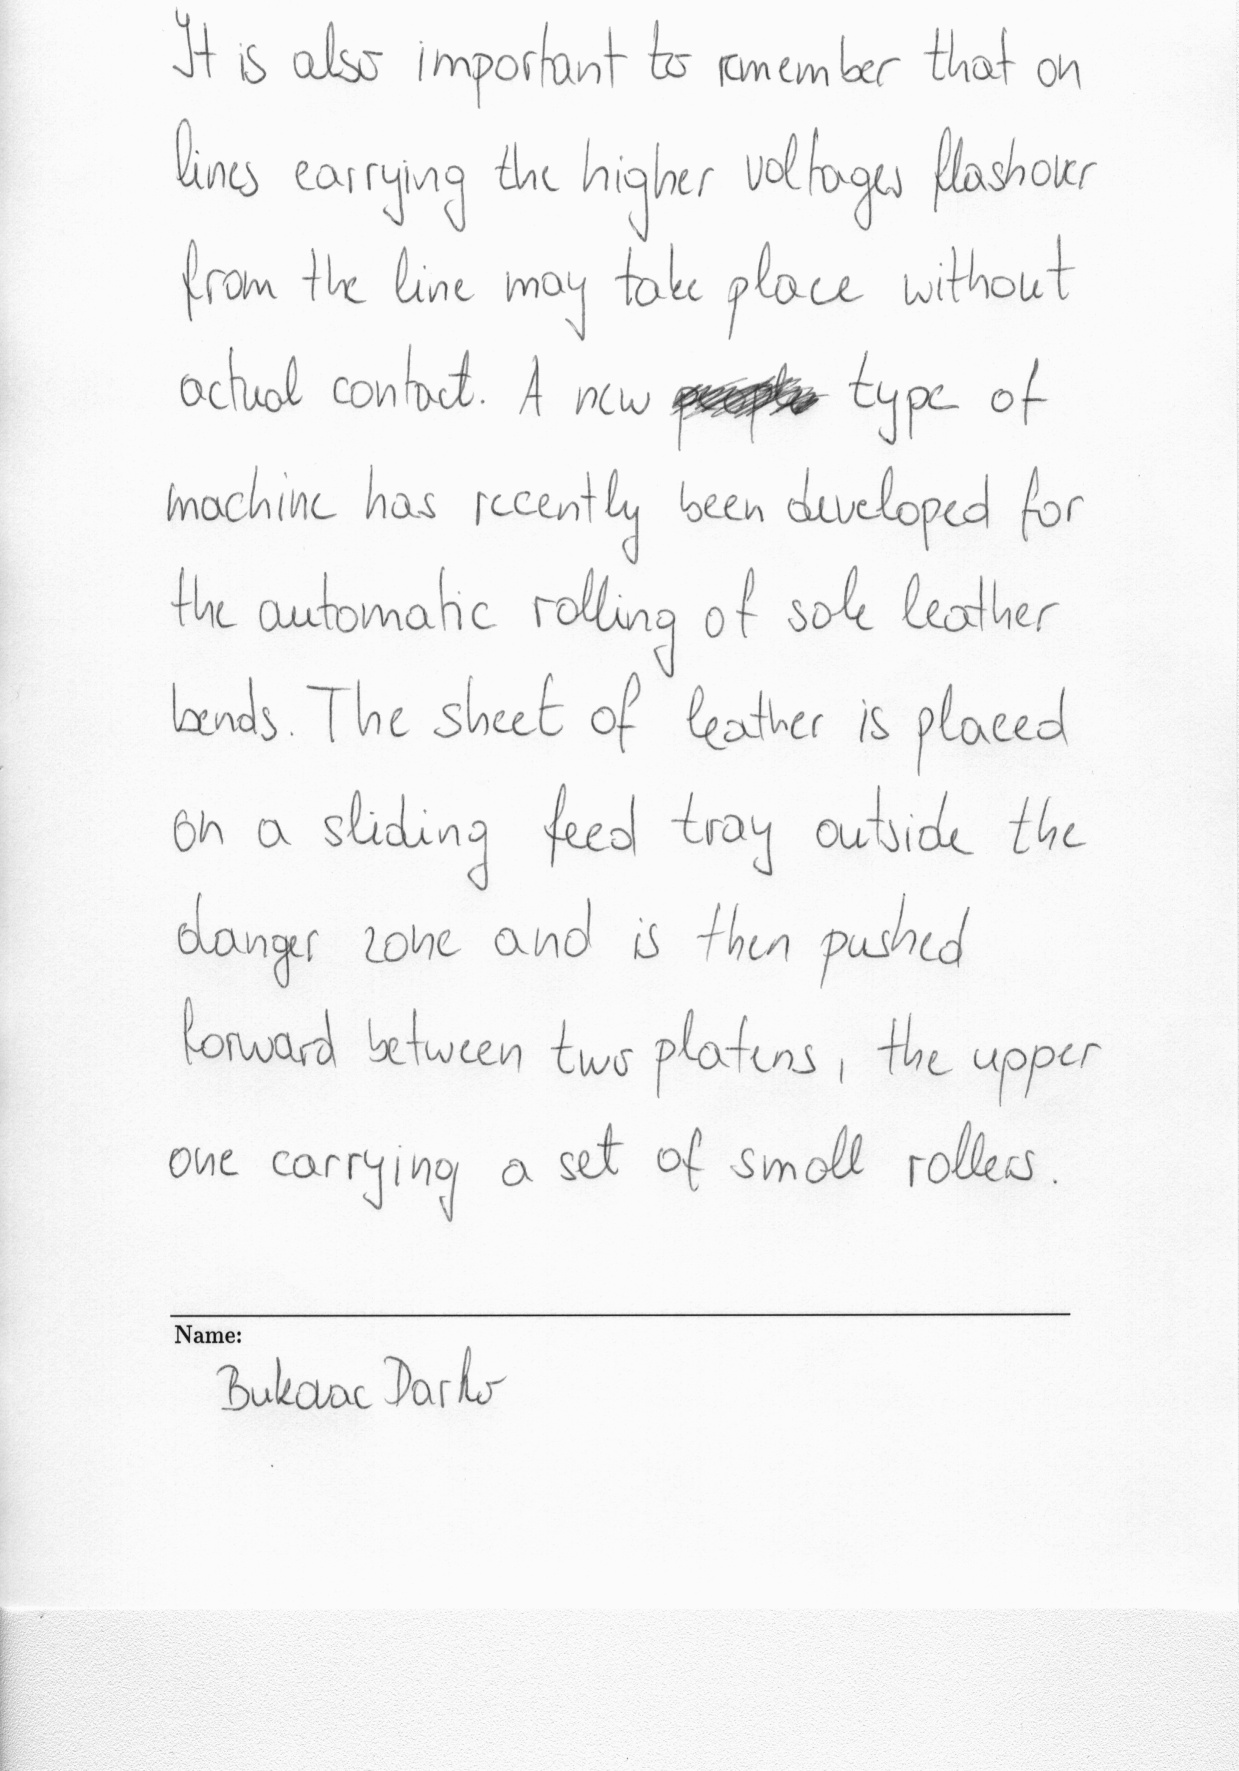 It is also important to remember that on
lines carrying the higher voltages flashover
from the line may take place without
actual contact. A new type of
machine has recently been developed for
the automatic rolling of sole leather
bends. The sheet of leather is placed
on a sliding feed tray outside the
danger zone and is then pushed
forward between two platens, the upper
one carrying a set of small rollers.
Name:
Bukovac Darko